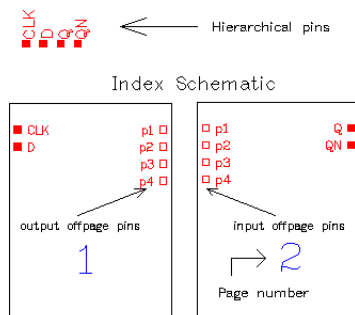 CLK D Q QN
Hierarchical pins
Index Schematic
CLK
D
p1
p2
p3
p4
output offpage pins
1
p1
p2
p3
p4
Q
QN
input offpage pins
2
Page number